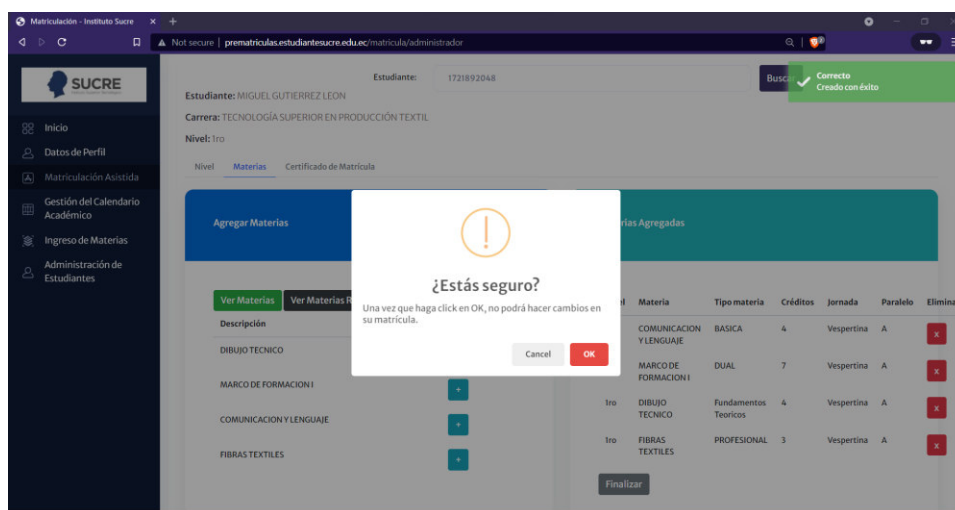 Matriculación - Instituto Sucre
Not secure | prematriculas.estudiantesucre.edu.ec/matricula/administrador
SUCRE
Inicio
Datos de Perfil
Matriculación Asistida
Gestión del Calendario
Académico
Ingreso de Materias
Administración de
Estudiantes
Estudiante: 1721892048
Correcto
Creado con éxito
Estudiante: MIGUEL GUTIERREZ LEON
Carrera: TECNOLOGÍA SUPERIOR EN PRODUCCIÓN TEXTIL
Nivel: 1ro
Nivel Materias Certificado de Matrícula
Agregar Materias
Agregadas
¿Estás seguro?
Una vez que haga click en OK, no podrá hacer cambios en
su matrícula.
Cancel OK
Ver Materias Ver Materias
Descripción
DIBUJO TECNICO
MARCO DE FORMACION I
+
COMUNICACION Y LENGUAJE
+
FIBRAS TEXTILES
+
Materia Tipo materia Créditos Jornada Paralelo Elimina
COMUNICACION
Y LENGUAJE BASICA 4 Vespertina A x
MARCO DE
FORMACION I DUAL 7 Vespertina A x
1ro DIBUJO
TECNICO Fundamentos
Teoricos 4 Vespertina A x
1ro FIBRAS
TEXTILES PROFESIONAL 3 Vespertina A x
Finalizar